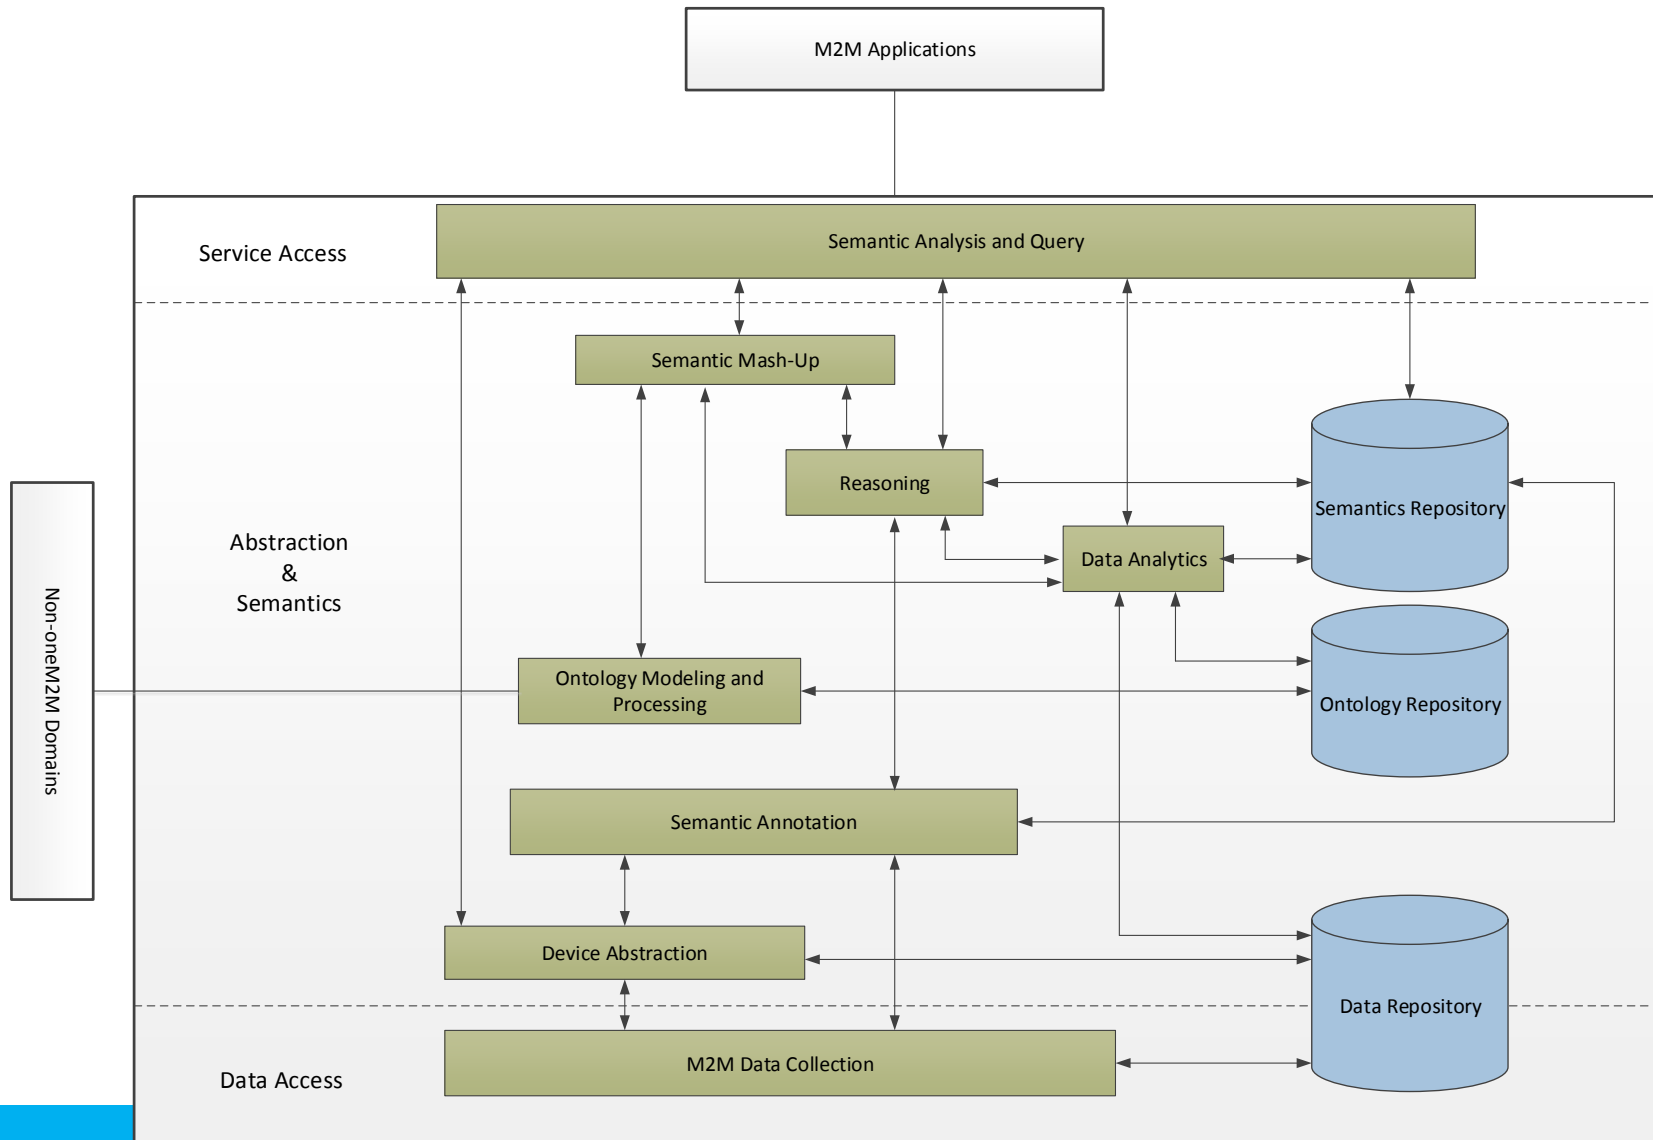 M2M Applications
Service Access
Semantic Analysis and Query
Semantic Mash-Up
Reasoning
Semantics Repository
Abstraction
&
Semantics
Data Analytics
Non-oneM2M Domains
Ontology Modeling and
Processing
Ontology Repository
Semantic Annotation
Device Abstraction
Data Repository
M2M Data Collection
Data Access